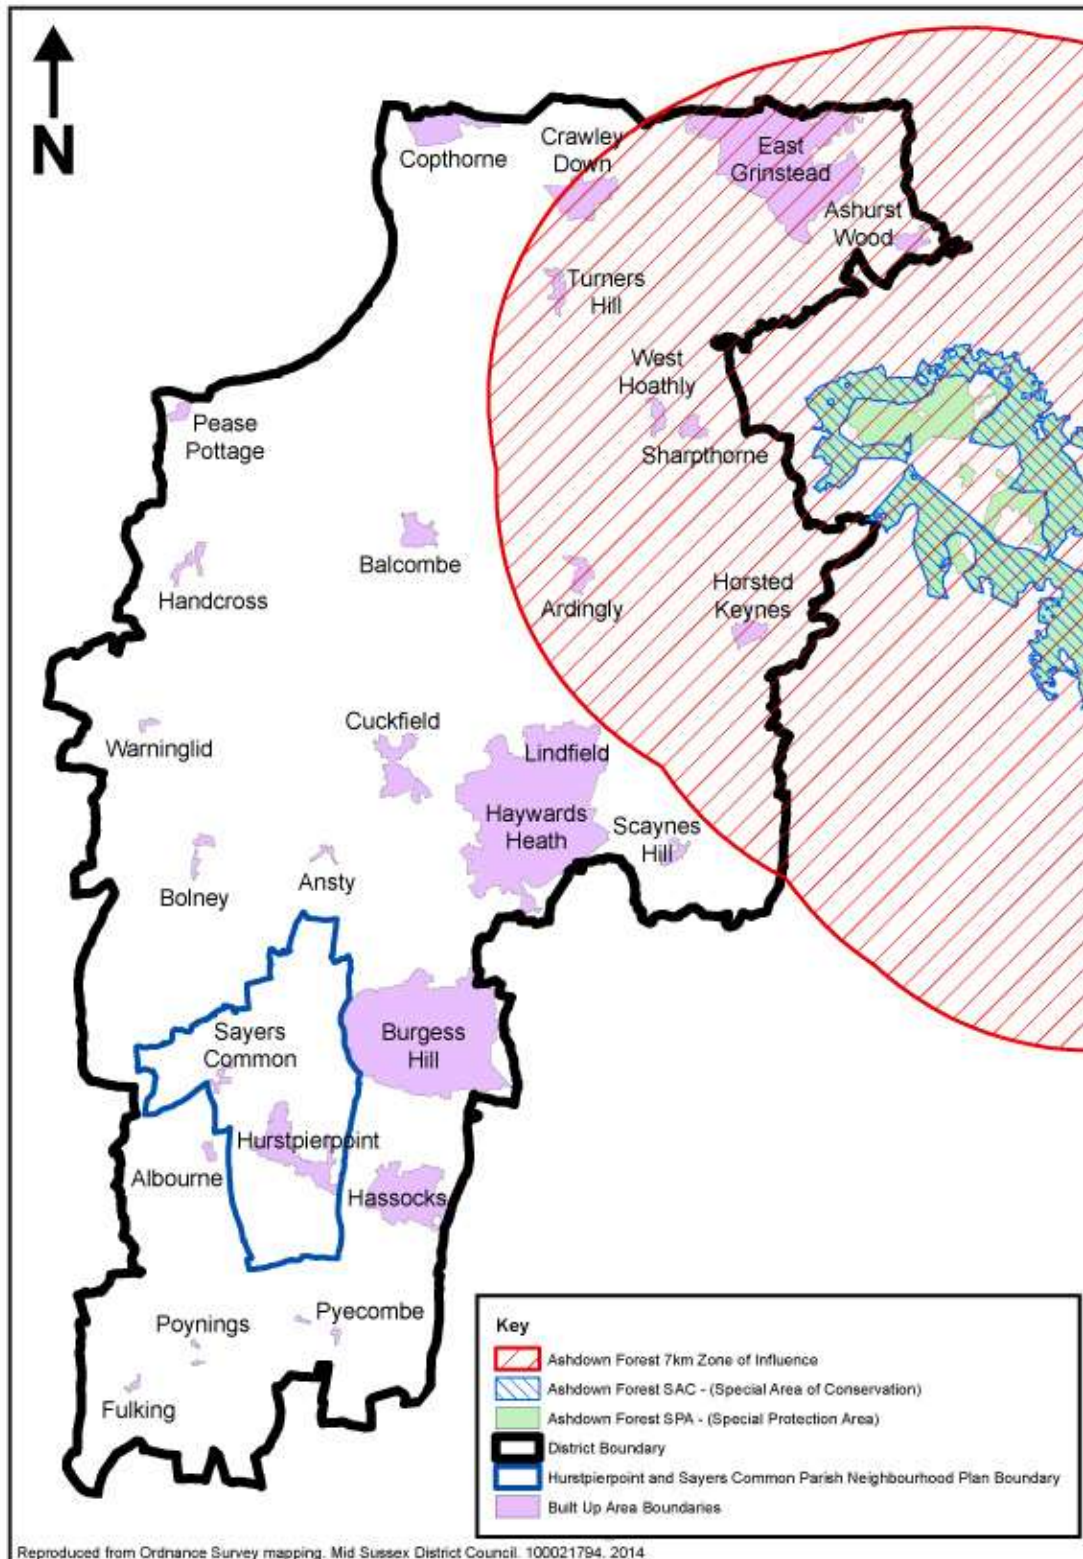 N
Copthorne
Crawley
Down
East
Grinstead
Ashurst
Wood
Turners
Hill
West
Hoathly
Sharpthorne
Pease
Pottage
Balcombe
Handcross
Ardingly
Horsted
Keynes
Warninglid
Cuckfield
Lindfield
Haywards
Heath
Scaynes
Hill
Bolney
Ansty
Sayers
Common
Burgess
Hill
Hurstpierpoint
Albourne
Hassocks
Poynings
Pyecombe
Fulking
Key
Ashdown Forest 7km Zone of Influence
Ashdown Forest SAC - (Special Area of Conservation)
Ashdown Forest SPA - (Special Protection Area)
District Boundary
Hurstpierpoint and Sayers Common Parish Neighbourhood Plan Boundary
Built Up Area Boundaries
Reproduced from Ordnance Survey mapping. Mid Sussex District Council. 100021794. 2014